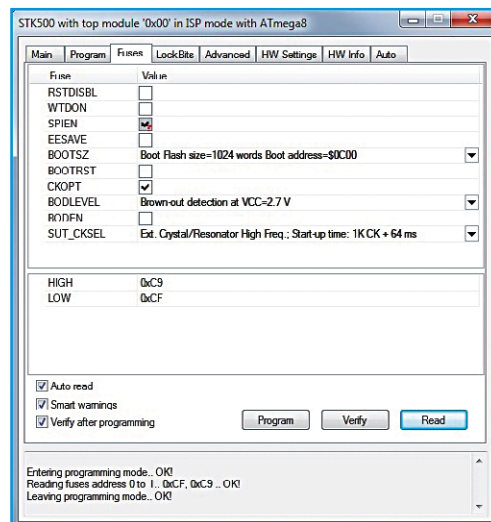 STK500 with top module '0x00' in ISP mode with ATmega8
Main Program Fuses LockBits Advanced HW Settings HW Info Auto
Fuse Value
RSTDISBL
WTDON
SPIEN
EESAVE
BOOTSZ Boot Flash size=1024 words Boot address=$0C00
BOOTRST
CKOPT
BODLEVEL Brown-out detection at VCC=2.7 V
BODEN
SUT_CKSEL Ext. Crystal/Resonator High Freq.; Start-up time: 1K CK + 64 ms
HIGH 0xC9
LOW 0xCF
Auto read
Smart warnings
Verify after programming
Program Verify Read
Entering programming mode.. OK!
Reading fuses address 0 to 1.. 0xCF, 0xC9 .. OK!
Leaving programming mode.. OK!